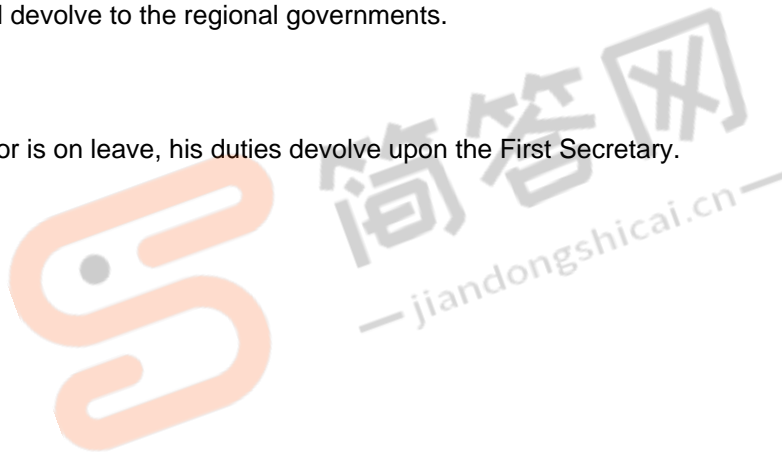 devolve to the regional governments.
or is on leave, his duties devolve upon the First Secretary.
简答网
jiandongshicai.cn